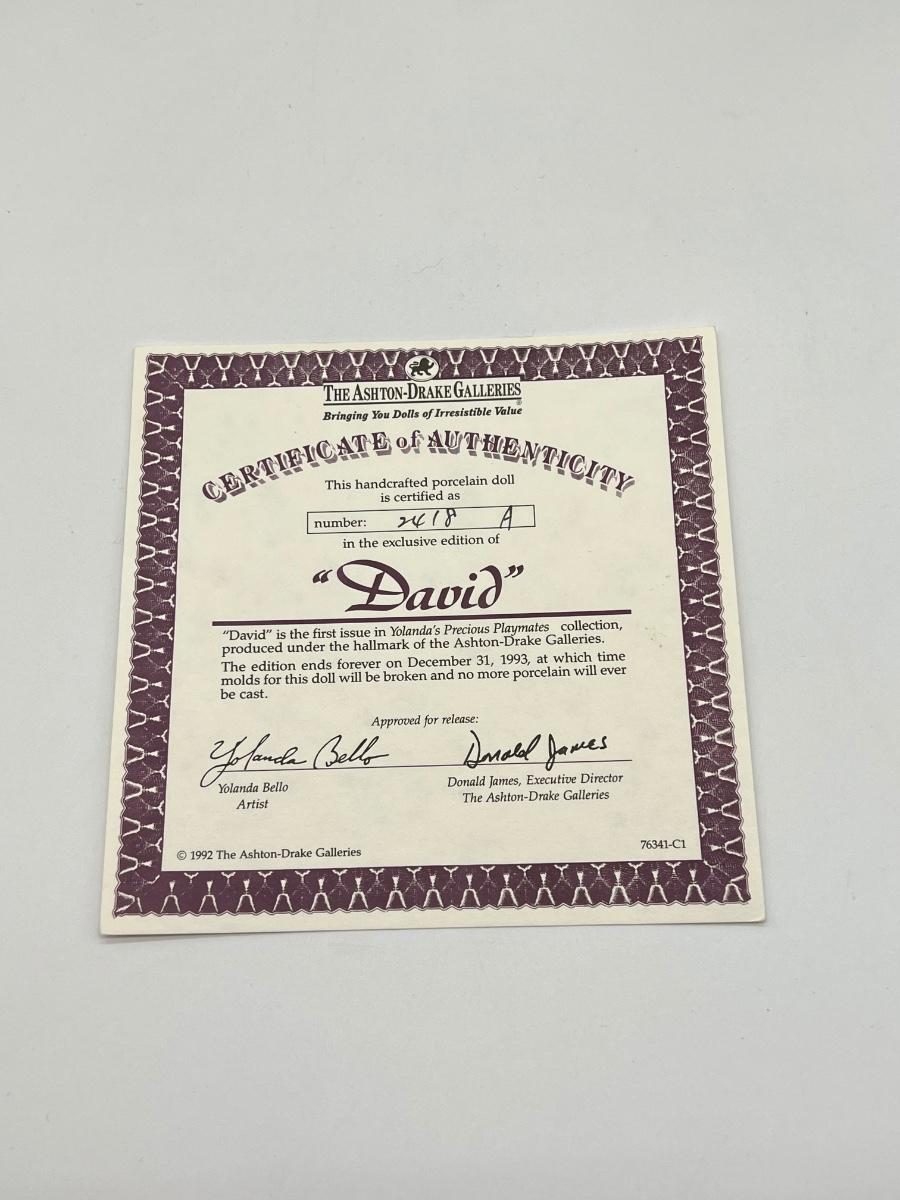 THE ASHTON-DRAKE GALLERIES
Bringing You Dolls of Irresistible Value®
CERTIFICATE of AUTHENTICITY
This handcrafted porcelain doll
is certified as
number: 2418 A
in the exclusive edition of
“David”
“David” is the first issue in Yolanda's Precious Playmates collection,
produced under the hallmark of the Ashton-Drake Galleries.
The edition ends forever on December 31, 1993, at which time
molds for this doll will be broken and no more porcelain will ever
be cast.
Approved for release:
Yolanda Bello
Donald James
Yolanda Bello
Artist
Donald James, Executive Director
The Ashton-Drake Galleries
© 1992 The Ashton-Drake Galleries
76341-C1